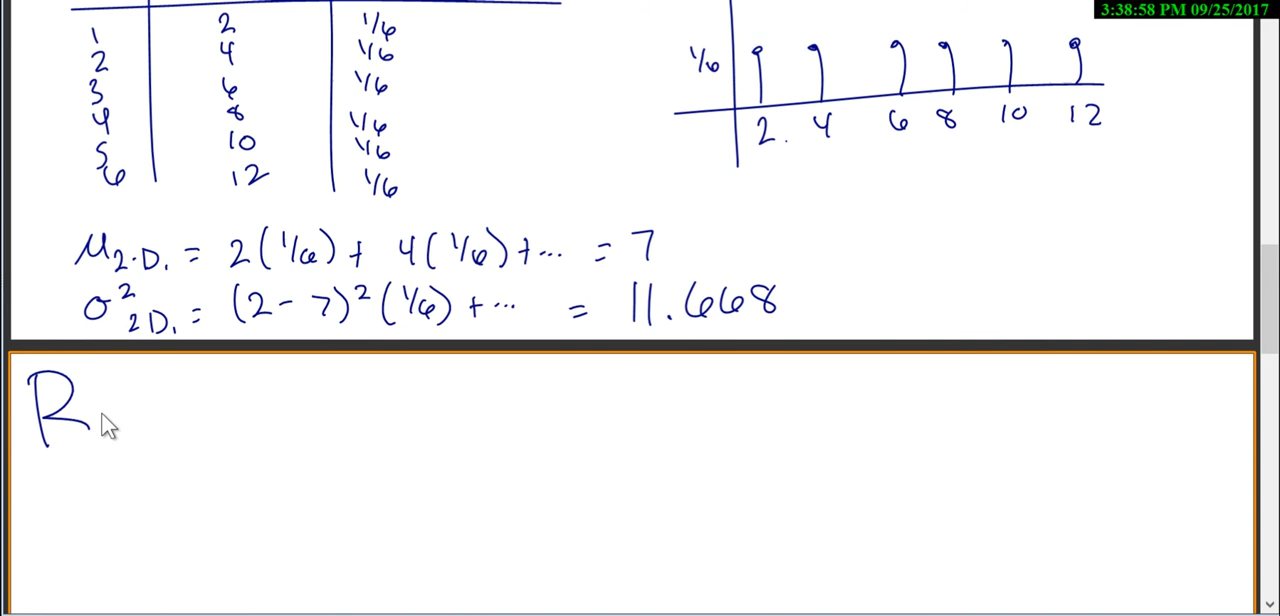 3:38:58 PM 09/25/2017
1 2 1/6
2 4 1/6
3 6 1/6
4 8 1/6
5 10 1/6
6 12 1/6
1/6
2. 4 6 8 10 12
μ2·D. = 2(1/6) + 4(1/6) + ... = 7
σ²2D. = (2-7)²(1/6) + ... = 11.668
R